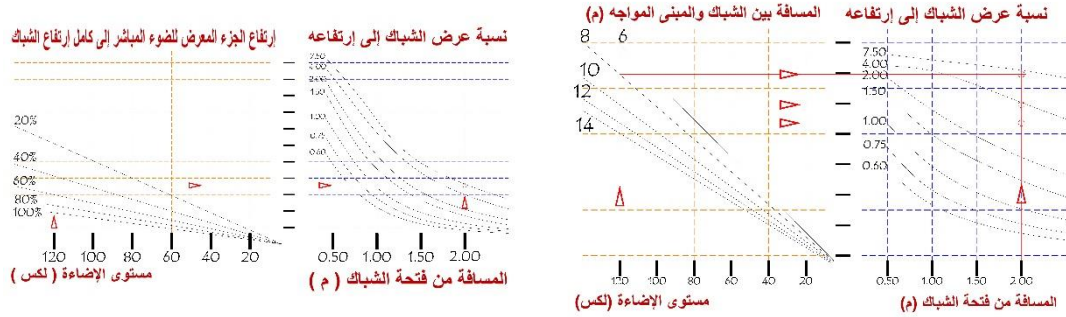 إرتفاع الجزء المعرض للضوء المباشر إلى كامل إرتفاع الشباك
نسبة عرض الشباك إلى إرتفاعه
20%
40%
60%
80%
100%
120 100 80 60 40 20
مستوى الإضاءة ( لكس )
7.50
2.00
1.50
1.00
0.75
0.60
0.50 1.00 1.50 2.00
المسافة من فتحة الشباك ( م )
المسافة بين الشباك والمبنى المواجه (م)
نسبة عرض الشباك إلى إرتفاعه
8 6
10
12
14
120 100 80 60 40 20
مستوى الإضاءة (لكس)
7.50
4.00
2.00
1.50
1.00
0.75
0.60
0.50 1.00 1.50 2.00
المسافة من فتحة الشباك (م)